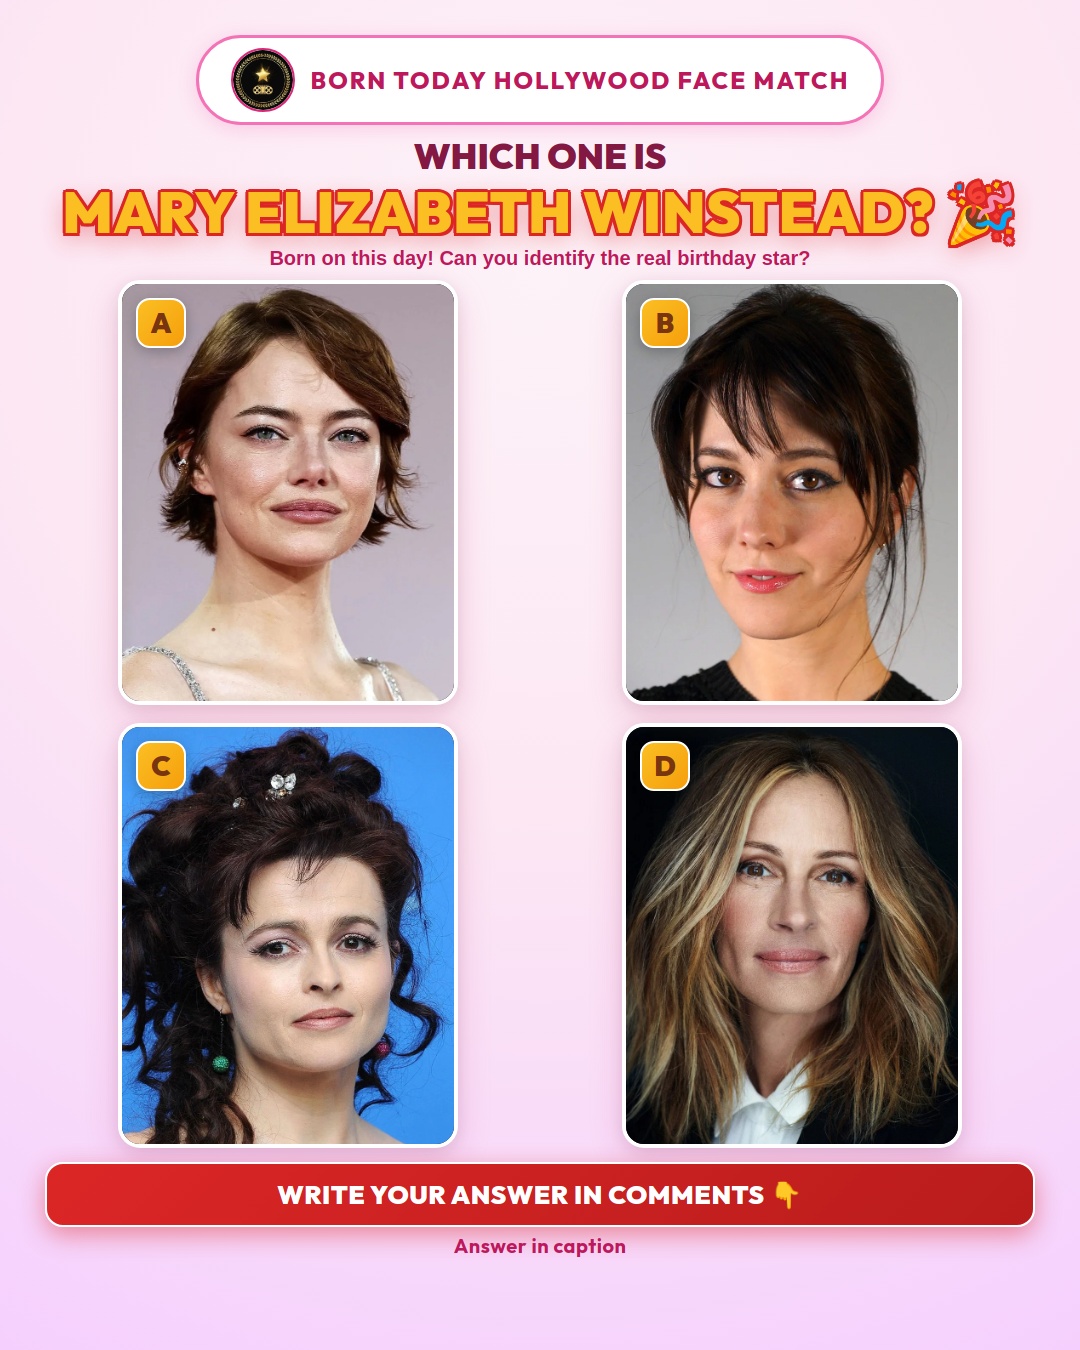 BORN TODAY HOLLYWOOD FACE MATCH
WHICH ONE IS
MARY ELIZABETH WINSTEAD? 🎉
Born on this day! Can you identify the real birthday star?
A
B
C
D
WRITE YOUR ANSWER IN COMMENTS 👇
Answer in caption